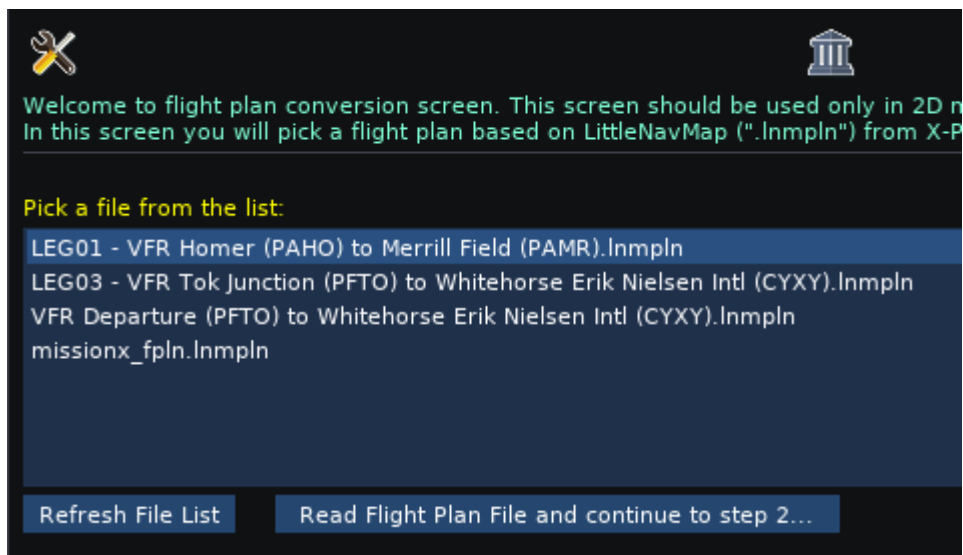 Welcome to flight plan conversion screen. This screen should be used only in 2D
In this screen you will pick a flight plan based on LittleNavMap (".lnmpln") from
Pick a file from the list:
LEG01 - VFR Homer (PAHO) to Merrill Field (PAMR).lnmpln
LEG03 - VFR Tok Junction (PFTO) to Whitehorse Erik Nielsen Intl (CYXY).lnmpln
VFR Departure (PFTO) to Whitehorse Erik Nielsen Intl (CYXY).lnmpln
missionx_fpln.lnmpln
Refresh File List
Read Flight Plan File and continue to step 2...